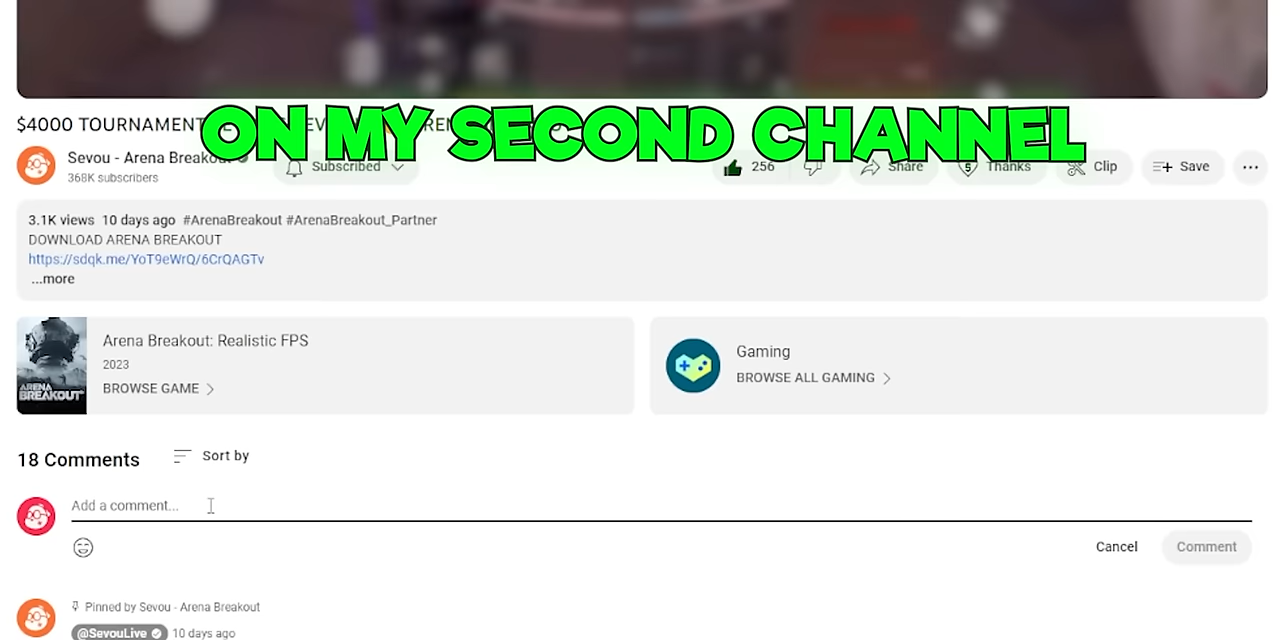 $4000 TOURNAMENT
ON MY SECOND CHANNEL
Sevou - Arena Breakout
368K subscribers
Subscribed
256
Share
Thanks
Clip
Save
3.1K views 10 days ago #ArenaBreakout #ArenaBreakout_Partner
DOWNLOAD ARENA BREAKOUT
https://sdqk.me/YoT9eWrQ/6CrQAGTv
...more
ARENA
BREAKOUT
Arena Breakout: Realistic FPS
2023
BROWSE GAME
Gaming
BROWSE ALL GAMING
18 Comments
Sort by
Add a comment...
Cancel
Comment
Pinned by Sevou - Arena Breakout
@SevouLive 10 days ago